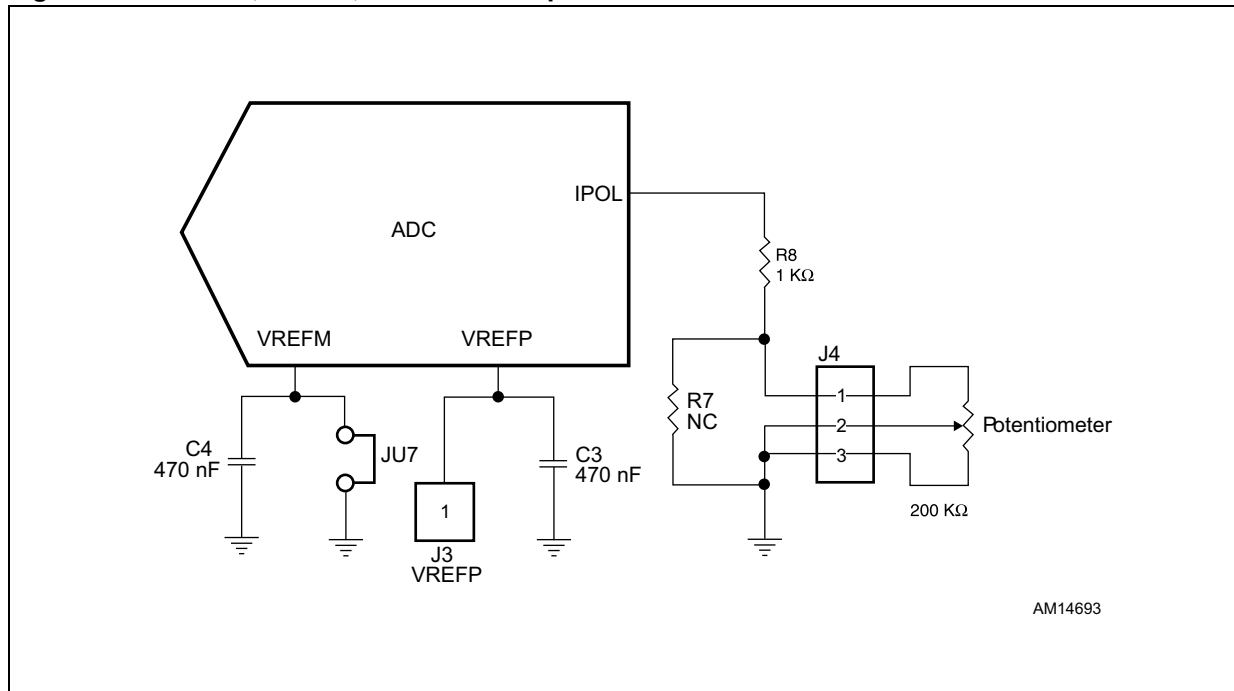 IPOL
ADC
R8
1 KΩ
VREFM
VREFP
J4
R7
NC
1
2
3
Potentiometer
C4
470 nF
JU7
C3
470 nF
1
200 KΩ
J3
VREFP
AM14693